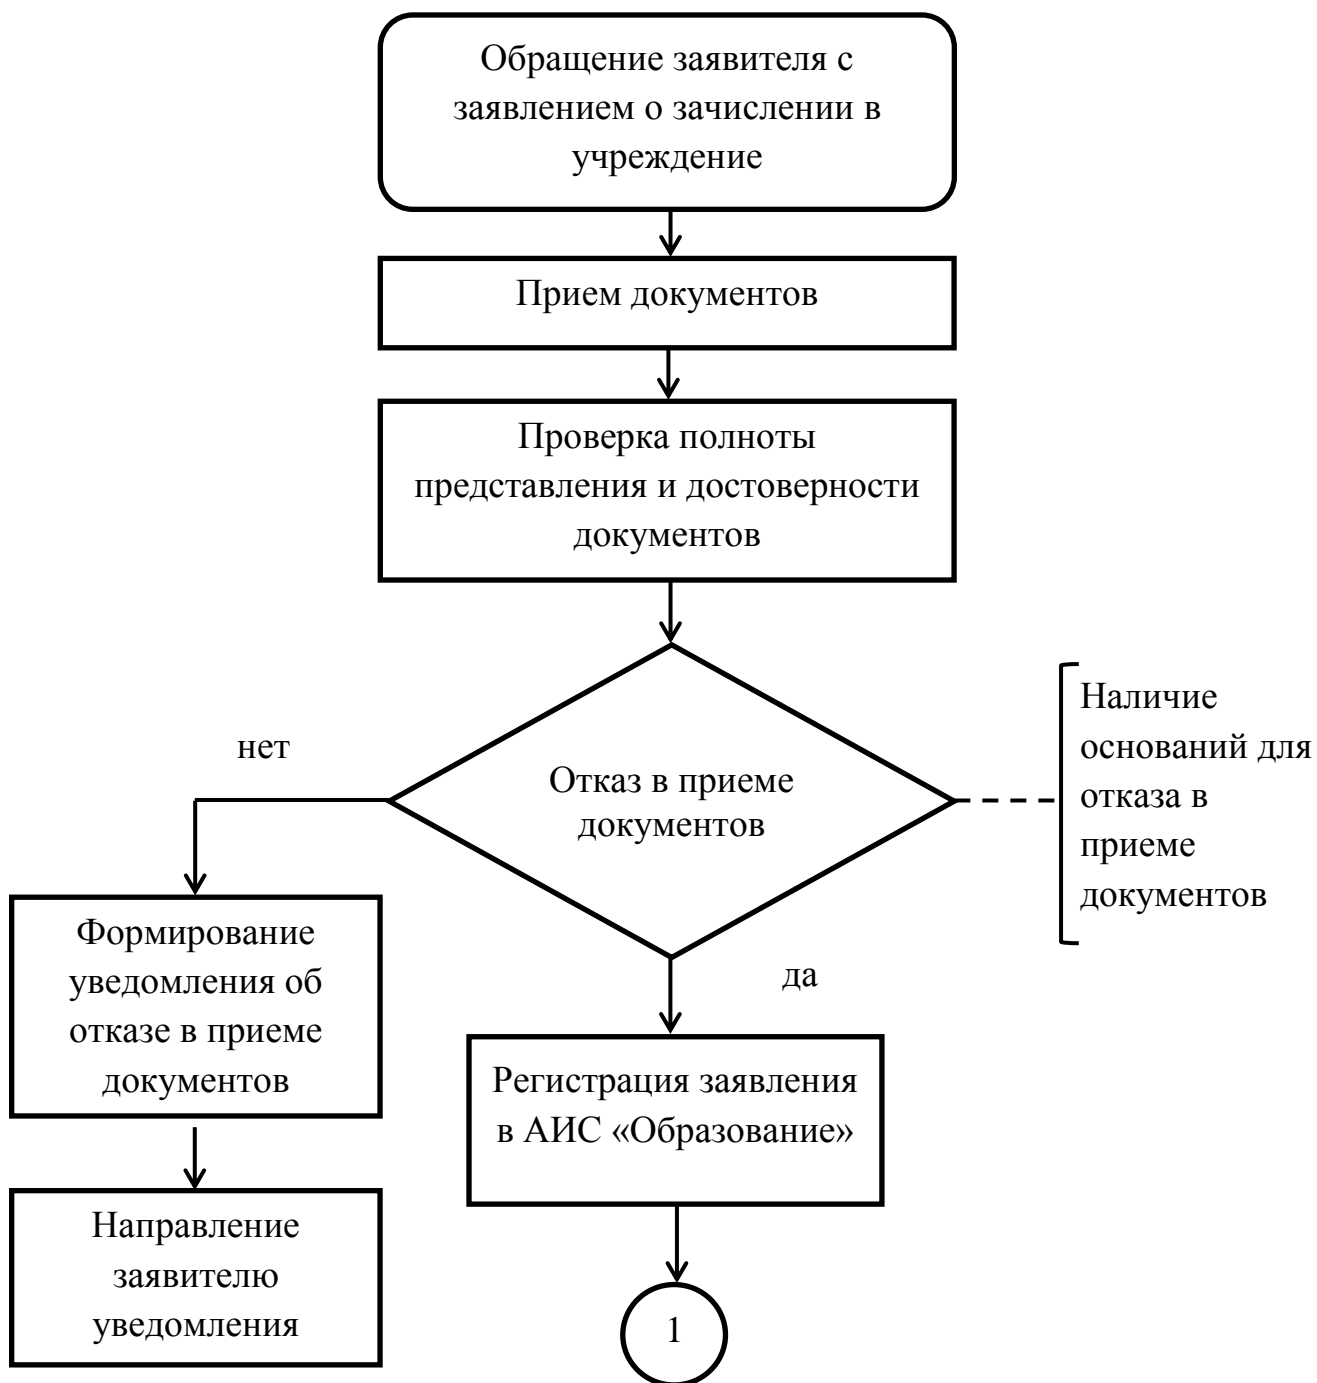 Обращение заявителя с
заявлением о зачислении в
учреждение
Прием документов
Проверка полноты
представления и достоверности
документов
нет
Отказ в приеме
документов
Наличие
оснований для
отказа в
приеме
документов
да
Формирование
уведомления об
отказе в приеме
документов
Регистрация заявления
в АИС «Образование»
Направление
заявителю
уведомления
1